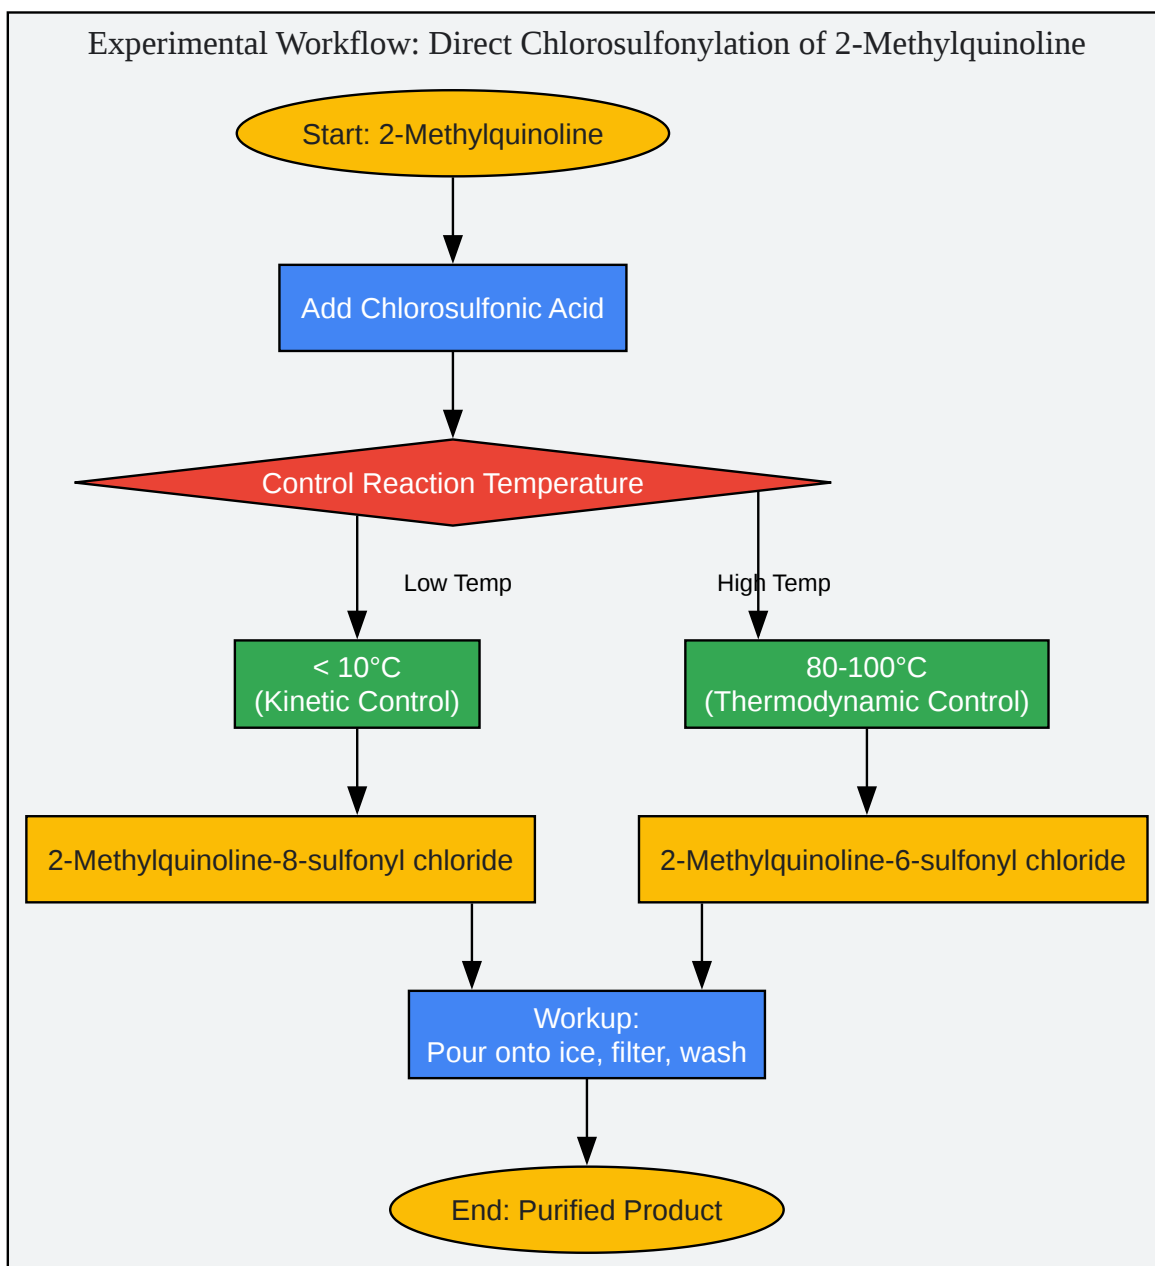 Experimental Workflow: Direct Chlorosulfonylation of 2-Methylquinoline
Start: 2-Methylquinoline
Add Chlorosulfonic Acid
Control Reaction Temperature
Low Temp
High Temp
< 10°C
(Kinetic Control)
80-100°C
(Thermodynamic Control)
2-Methylquinoline-8-sulfonyl chloride
2-Methylquinoline-6-sulfonyl chloride
Workup:
Pour onto ice, filter, wash
End: Purified Product